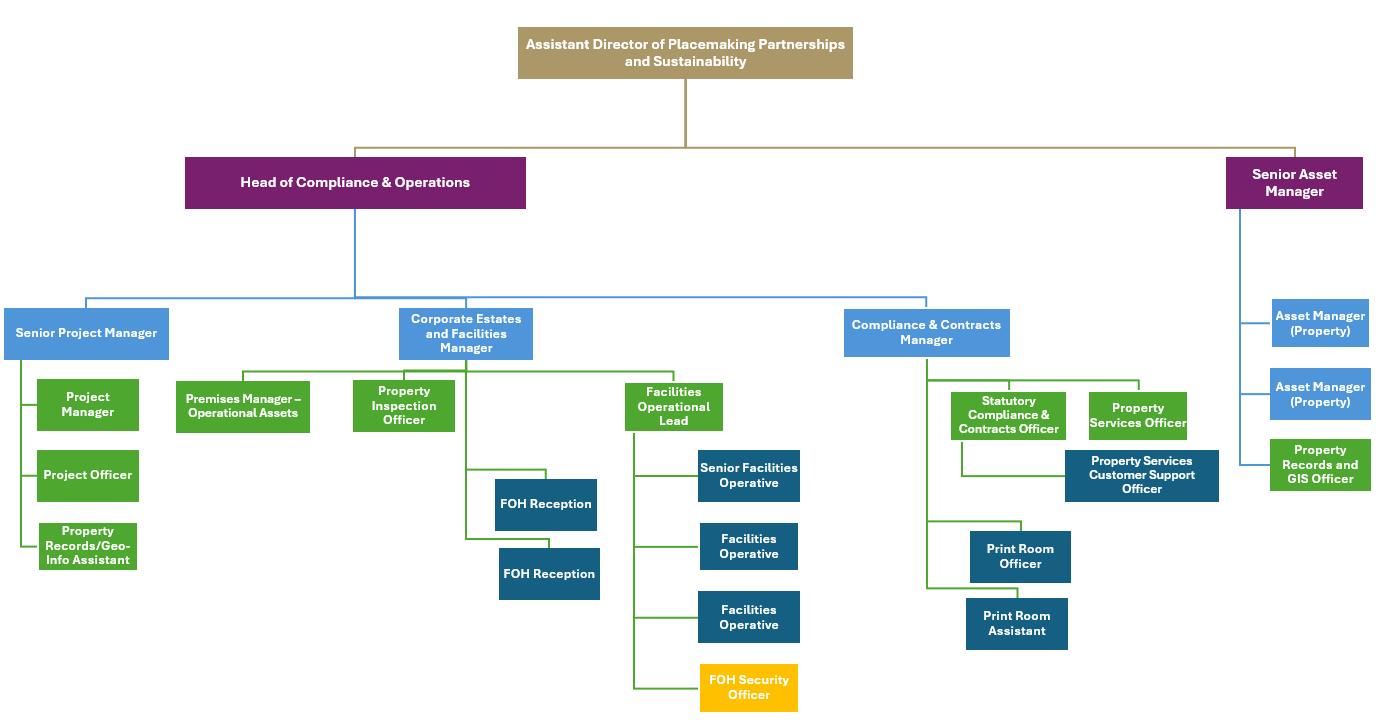 Assistant Director of Placemaking Partnerships
and Sustainability
Head of Compliance & Operations
Senior Asset
Manager
Senior Project Manager
Corporate Estates
and Facilities
Manager
Compliance & Contracts
Manager
Asset Manager
(Property)
Asset Manager
(Property)
Property
Records and
GIS Officer
Project
Manager
Project Officer
Property
Records/Geo-
Info Assistant
Premises Manager –
Operational Assets
Property
Inspection
Officer
FOH Reception
FOH Reception
Facilities
Operational
Lead
Senior Facilities
Operative
Facilities
Operative
Facilities
Operative
FOH Security
Officer
Statutory
Compliance &
Contracts Officer
Property
Services Officer
Property Services
Customer Support
Officer
Print Room
Officer
Print Room
Assistant